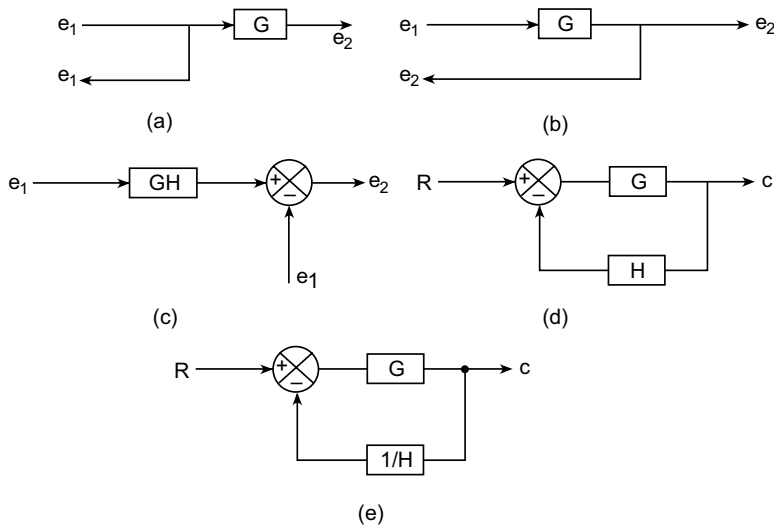 e1 G e2
e1
(a)
e1 G e2
e2
(b)
e1 GH + − e2
e1
(c)
R + − G c
H
(d)
R + − G c
1/H
(e)